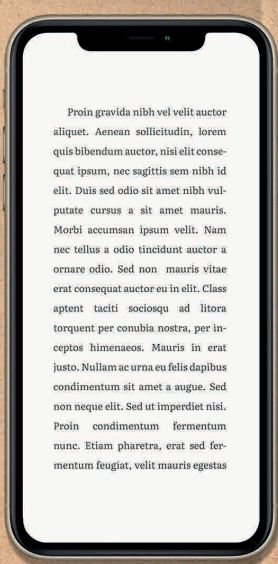 Proin gravida nibh vel velit auctor
aliquet. Aenean sollicitudin, lorem
quis bibendum auctor, nisi elit conse-
quat ipsum, nec sagittis sem nibh id
elit. Duis sed odio sit amet nibh vul-
putate cursus a sit amet mauris.
Morbi accumsan ipsum velit. Nam
nec tellus a odio tincidunt auctor a
ornare odio. Sed non mauris vitae
erat consequat auctor eu in elit. Class
aptent taciti sociosqu ad litora
torquent per conubia nostra, per in-
ceptos himenaeos. Mauris in erat
justo. Nullam ac urna eu felis dapibus
condimentum sit amet a augue. Sed
non neque elit. Sed ut imperdiet nisi.
Proin condimentum fermentum
nunc. Etiam pharetra, erat sed fer-
mentum feugiat, velit mauris egestas